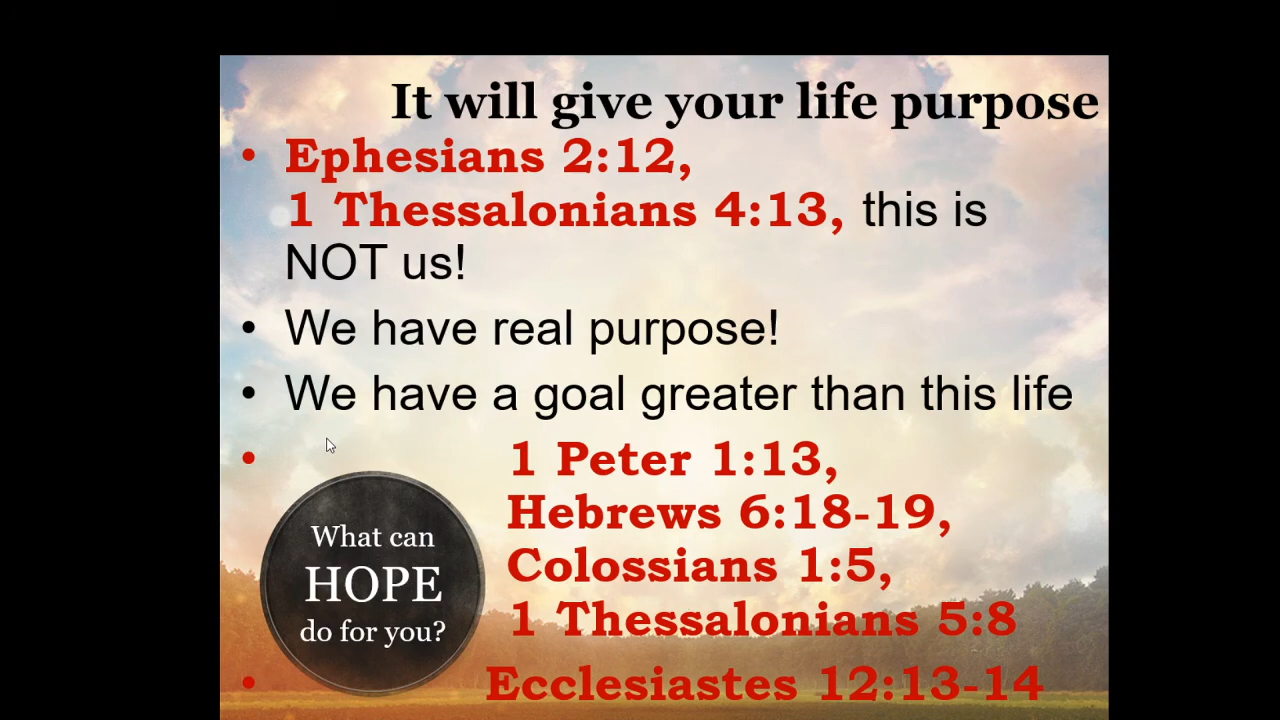 It will give your life purpose
• Ephesians 2:12,
1 Thessalonians 4:13, this is
NOT us!
• We have real purpose!
• We have a goal greater than this life
• 1 Peter 1:13,
Hebrews 6:18-19,
Colossians 1:5,
1 Thessalonians 5:8
• Ecclesiastes 12:13-14
What can
HOPE
do for you?